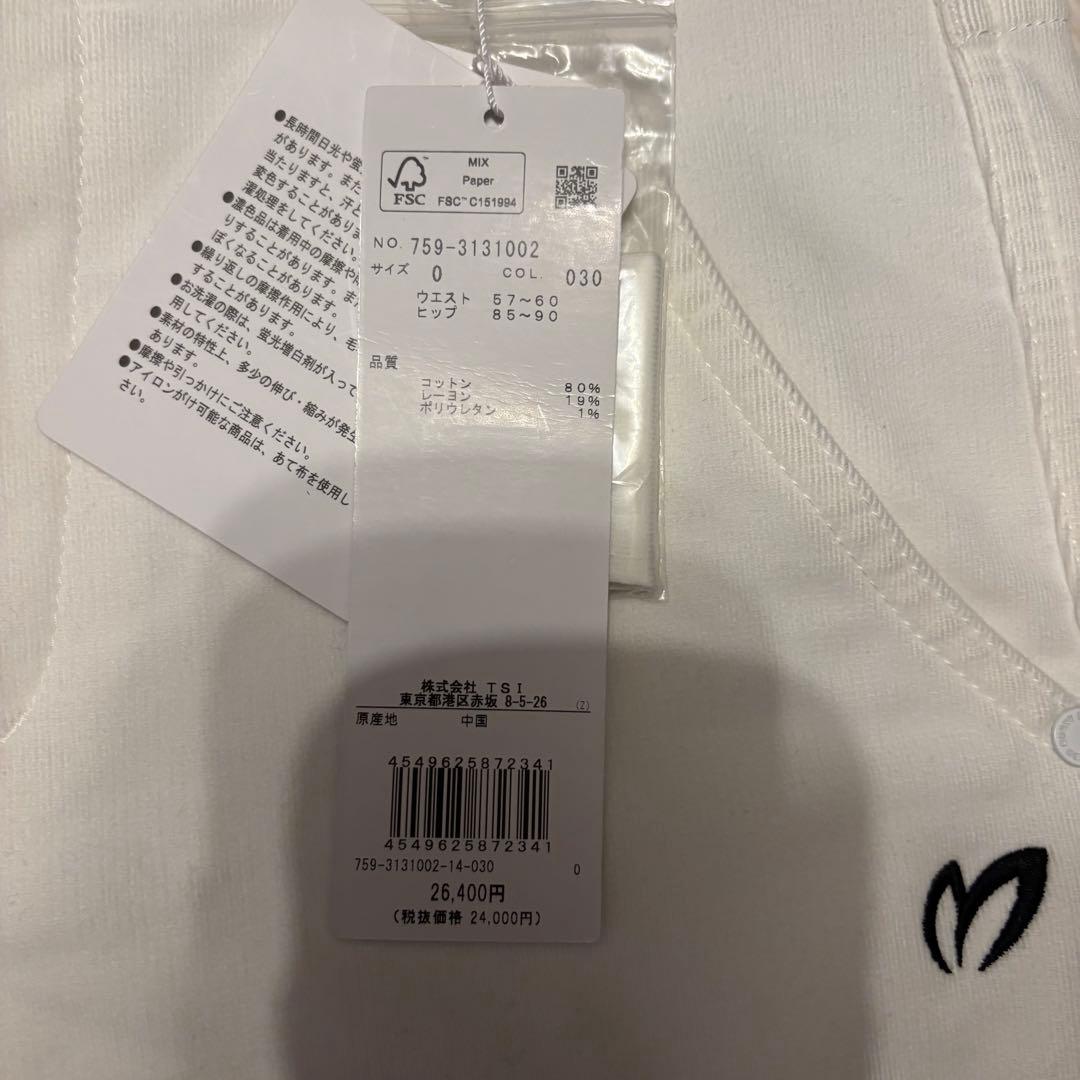 ●長時間日光や蛍
があります。また
当たりますと、汗と
変色することがありま
濯処理をしてください。
●濃色品は着用中の摩擦や
りすることがあります。また
ぽくなることがあります。
●繰り返しの摩擦作用により、毛
することがあります。
●お洗濯の際は、蛍光増白剤が入って
用してください。
●素材の特性上、多少の伸び・縮みが発生
あります。
●摩擦や引っかけにご注意ください。
●アイロンがけ可能な商品は、あて布を使用し
さい。
FSC™
MIX
Paper
FSC™ C151994
NO. 759-3131002
サイズ 0 COL. 030
ウエスト 57～60
ヒップ 85～90
品質
コットン 80%
レーヨン 19%
ポリウレタン 1%
株式会社 TSI
東京都港区赤坂 8-5-26 (Z)
原産地 中国
4549625872341
4549625872341
759-3131002-14-030 0
26,400円
(税抜価格 24,000円)